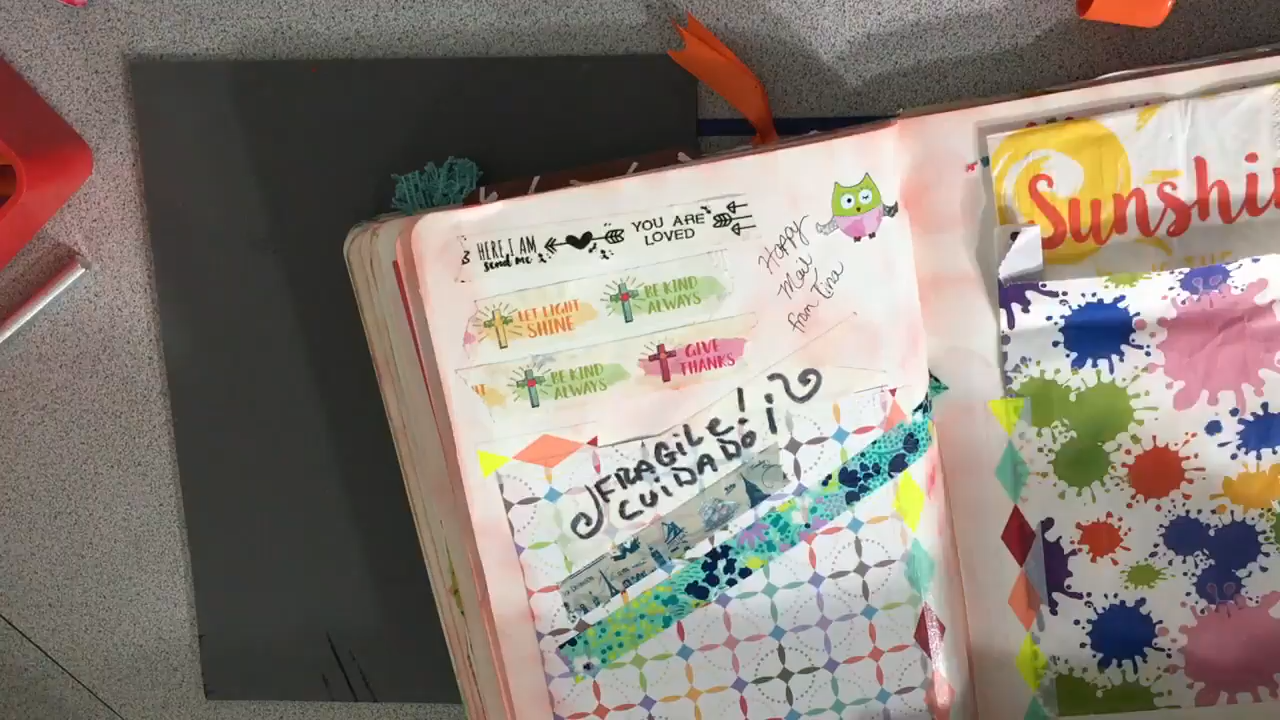 HERE I AM
send me
YOU ARE
LOVED
LET LIGHT
SHINE
BE KIND
ALWAYS
BE KIND
ALWAYS
GIVE
THANKS
Happy
Mail
from Tina
¡FRAGiLe!
¡CUiDADO!
Sunshi